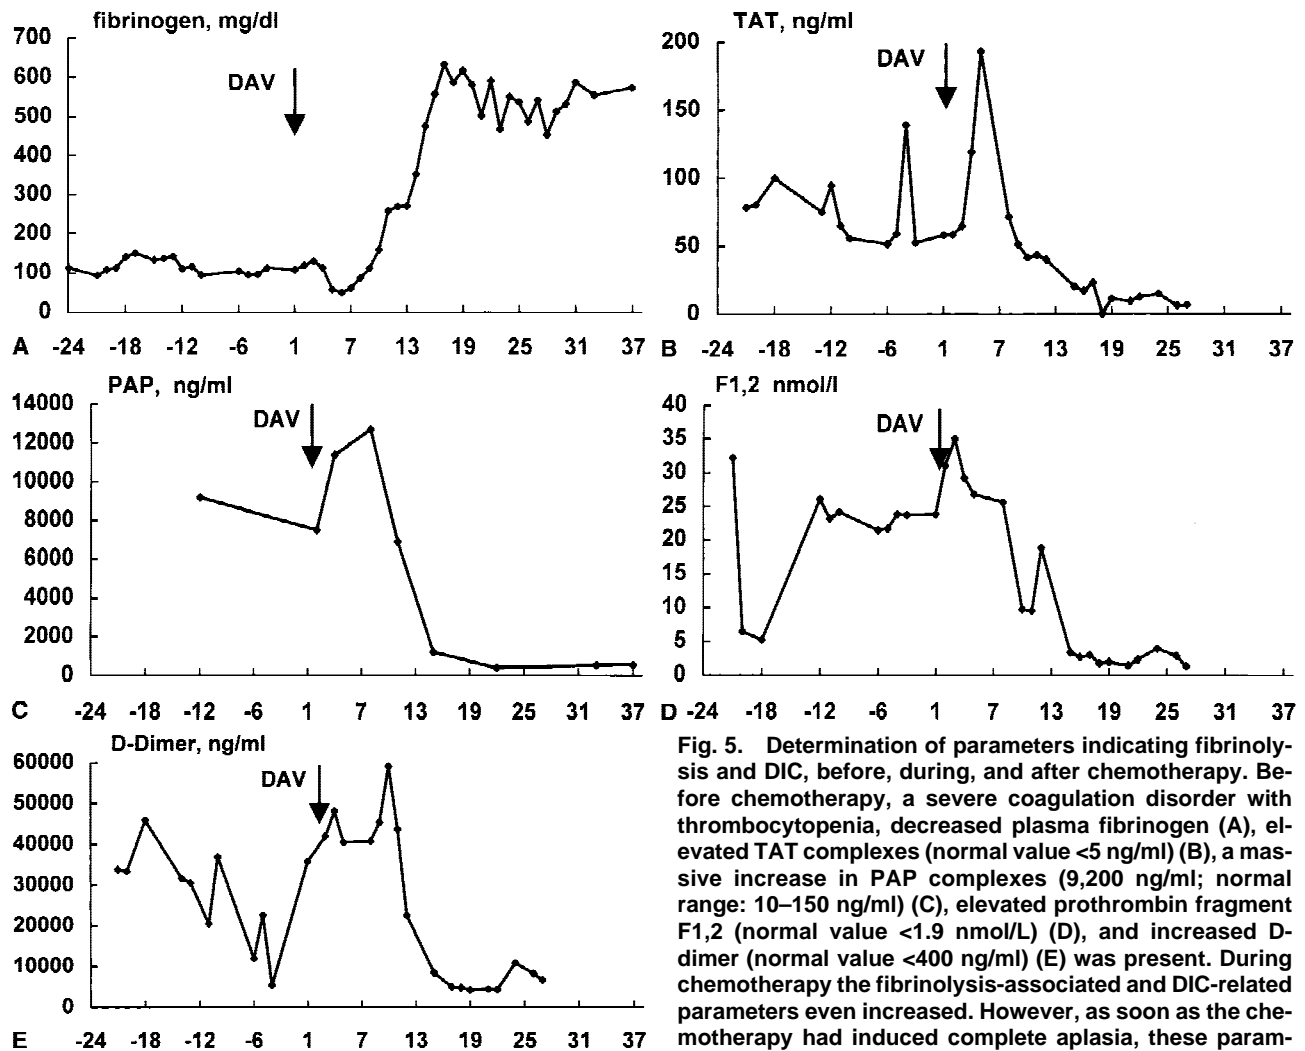 fibrinogen, mg/dl
700
600
500
400
300
200
100
0
DAV
A -24 -18 -12 -6 1 7 13 19 25 31 37
TAT, ng/ml
200
150
100
50
0
DAV
B -24 -18 -12 -6 1 7 13 19 25 31 37
PAP, ng/ml
14000
12000
10000
8000
6000
4000
2000
0
DAV
C -24 -18 -12 -6 1 7 13 19 25 31 37
F1,2 nmol/l
40
35
30
25
20
15
10
5
0
DAV
D -24 -18 -12 -6 1 7 13 19 25 31 37
D-Dimer, ng/ml
60000
50000
40000
30000
20000
10000
0
DAV
E -24 -18 -12 -6 1 7 13 19 25 31 37
Fig. 5. Determination of parameters indicating fibrinoly-
sis and DIC, before, during, and after chemotherapy. Be-
fore chemotherapy, a severe coagulation disorder with
thrombocytopenia, decreased plasma fibrinogen (A), el-
evated TAT complexes (normal value <5 ng/ml) (B), a mas-
sive increase in PAP complexes (9,200 ng/ml; normal
range: 10–150 ng/ml) (C), elevated prothrombin fragment
F1,2 (normal value <1.9 nmol/L) (D), and increased D-
dimer (normal value <400 ng/ml) (E) was present. During
chemotherapy the fibrinolysis-associated and DIC-related
parameters even increased. However, as soon as the che-
motherapy had induced complete aplasia, these param-